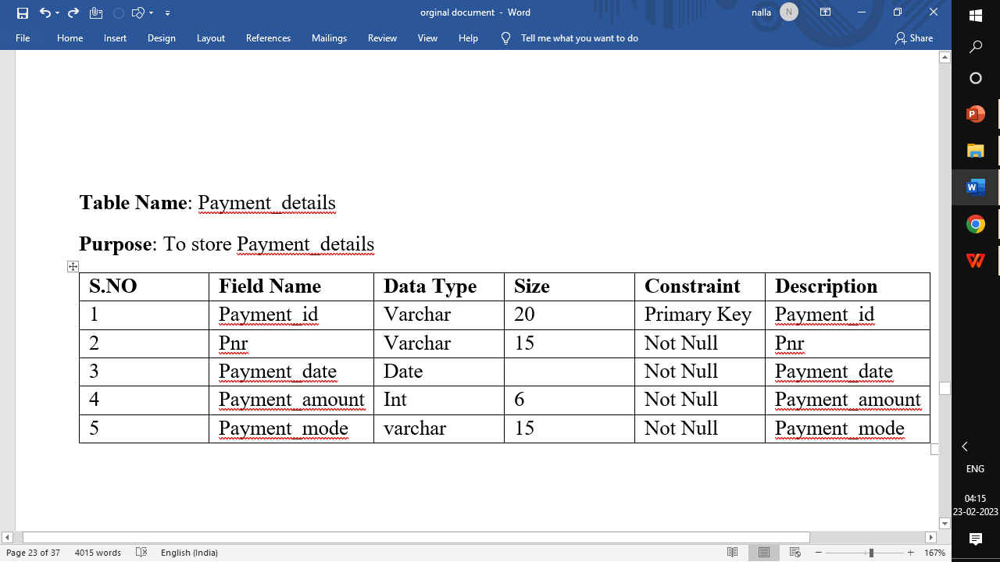 orginal document - Word
nalla N
File Home Insert Design Layout References Mailings Review View Help Tell me what you want to do Share
Table Name: Payment_details
Purpose: To store Payment_details
S.NO Field Name Data Type Size Constraint Description
1 Payment_id Varchar 20 Primary Key Payment_id
2 Pnr Varchar 15 Not Null Pnr
3 Payment_date Date Not Null Payment_date
4 Payment_amount Int 6 Not Null Payment_amount
5 Payment_mode varchar 15 Not Null Payment_mode
ENG
04:15
23-02-2023
Page 23 of 37 4015 words English (India) 167%